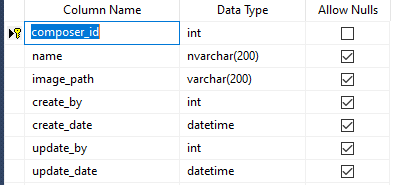 Column Name Data Type Allow Nulls
composer_id int
name nvarchar(200)
image_path varchar(200)
create_by int
create_date datetime
update_by int
update_date datetime